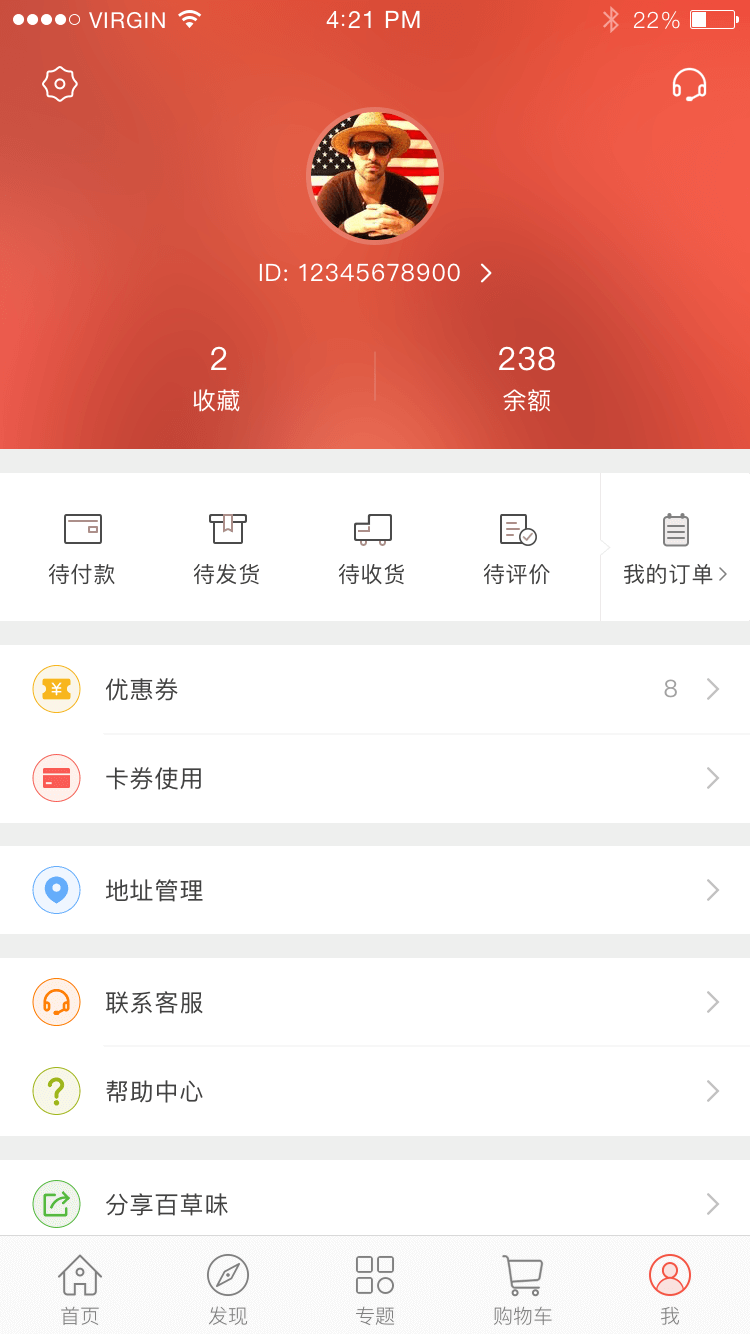 VIRGIN 4:21 PM 22%
ID: 12345678900
2 238
收藏 余额
待付款 待发货 待收货 待评价 我的订单
优惠券 8
卡券使用
地址管理
联系客服
帮助中心
分享百草味
首页 发现 专题 购物车 我